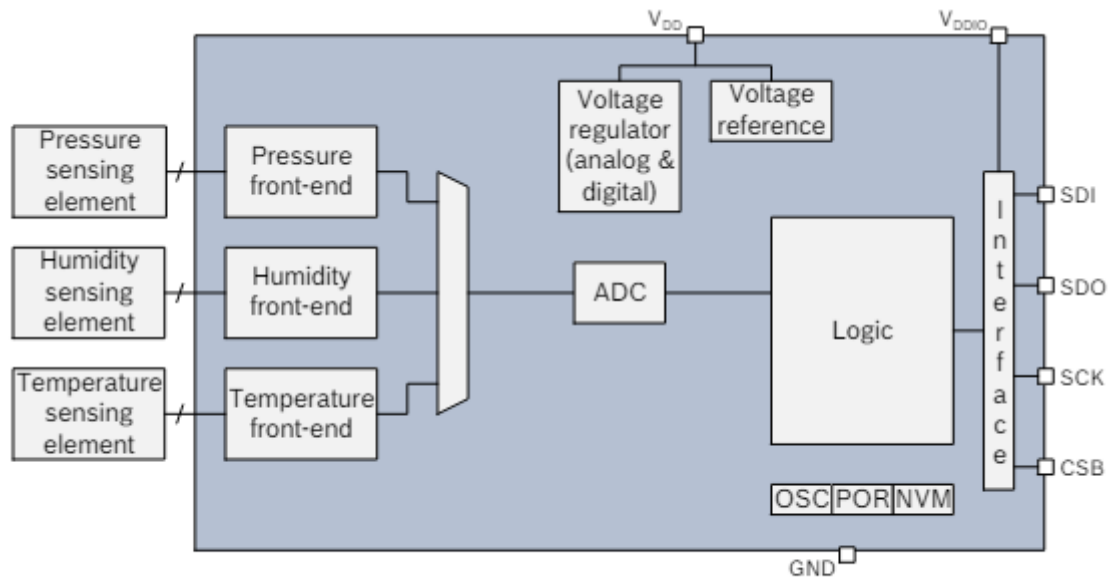 VDD
VDDIO
Voltage
regulator
(analog &
digital)
Voltage
reference
Pressure
sensing
element
Pressure
front-end
Humidity
sensing
element
Humidity
front-end
Temperature
sensing
element
Temperature
front-end
ADC
Logic
Interface
SDI
SDO
SCK
CSB
OSC POR NVM
GND